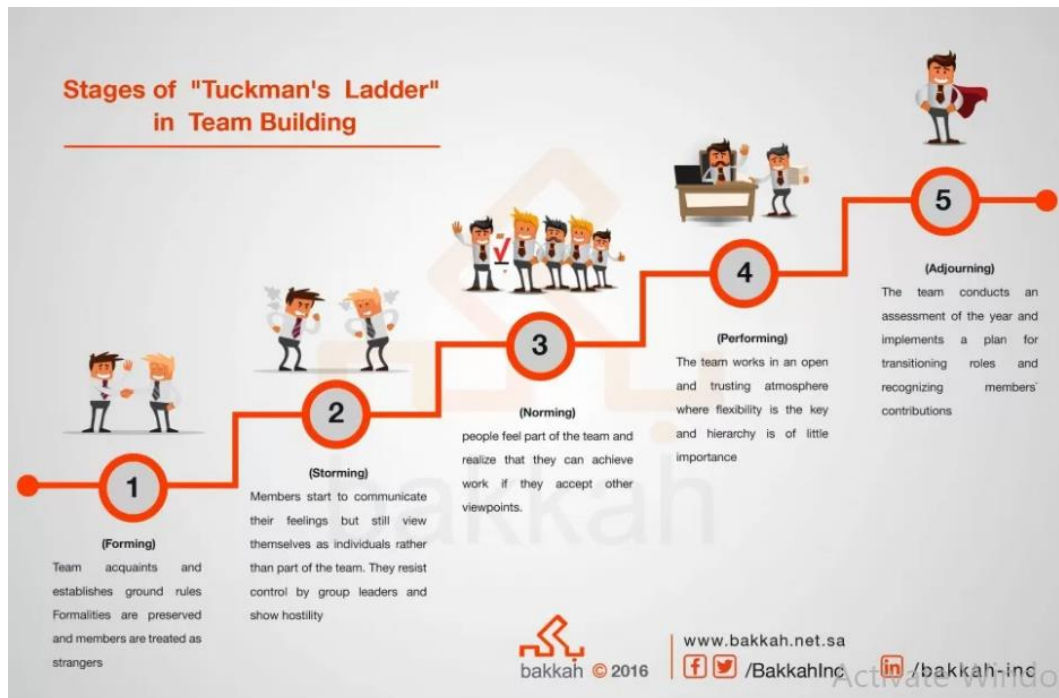 Stages of "Tuckman's Ladder"
in Team Building
1
(Forming)
Team acquaints and
establishes ground rules
Formalities are preserved
and members are treated as
strangers
2
(Storming)
Members start to communicate
their feelings but still view
themselves as individuals rather
than part of the team. They resist
control by group leaders and
show hostility
3
(Norming)
people feel part of the team and
realize that they can achieve
work if they accept other
viewpoints.
4
(Performing)
The team works in an open
and trusting atmosphere
where flexibility is the key
and hierarchy is of little
importance
5
(Adjourning)
The team conducts an
assessment of the year and
implements a plan for
transitioning roles and
recognizing members'
contributions
bakkah
bakkah © 2016
www.bakkah.net.sa
/BakkahInc
/bakkah-inc
Activate Windo